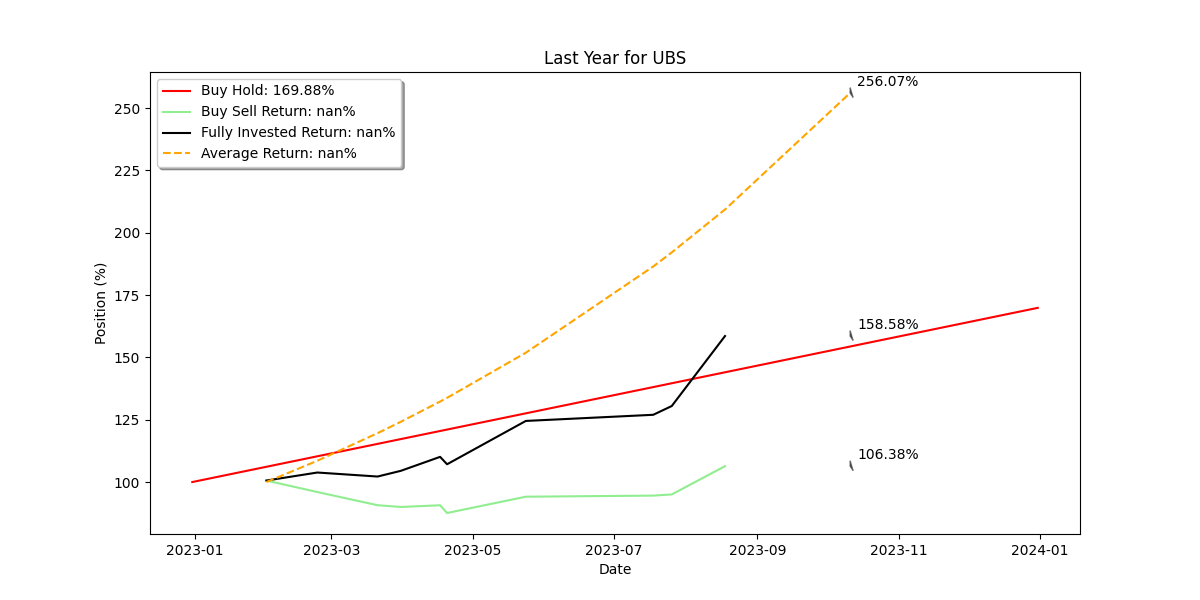 Last Year for UBS
Buy Hold: 169.88%
Buy Sell Return: nan%
Fully Invested Return: nan%
Average Return: nan%
256.07%
158.58%
106.38%
Position (%)
250
225
200
175
150
125
100
2023-01
2023-03
2023-05
2023-07
2023-09
2023-11
2024-01
Date